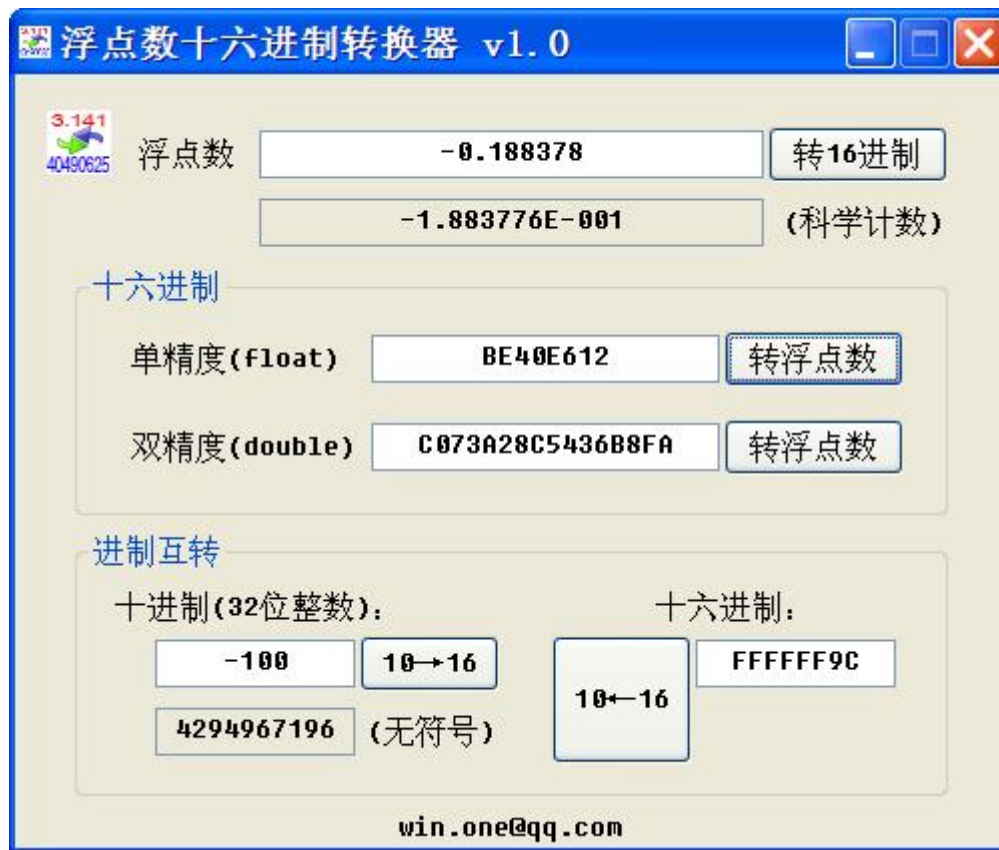 浮点数十六进制转换器 v1.0
3.141
40490625
浮点数 -0.188378 转16进制
-1.883776E-001 (科学计数)
十六进制
单精度(float) BE40E612 转浮点数
双精度(double) C073A28C5436B8FA 转浮点数
进制互转
十进制(32位整数): 十六进制:
-100 10→16 10←16 FFFFFF9C
4294967196 (无符号)
win.one@qq.com